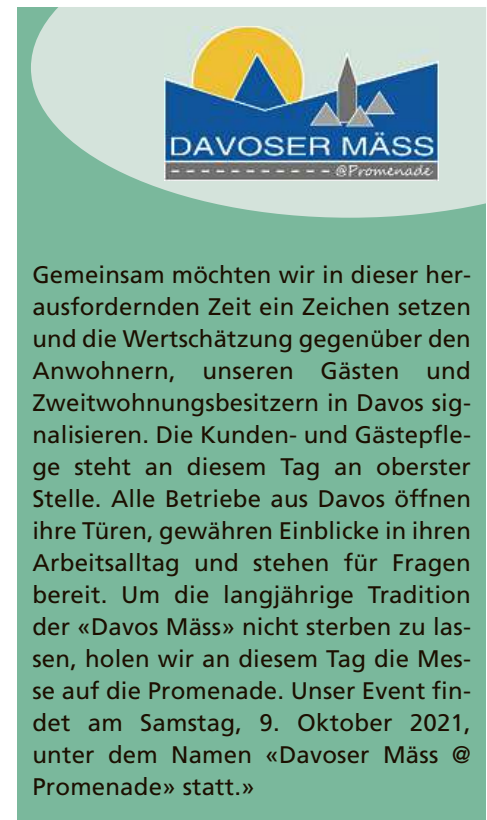 DAVOSER MÄSS
@Promenade
Gemeinsam möchten wir in dieser her-
ausfordernden Zeit ein Zeichen setzen
und die Wertschätzung gegenüber den
Anwohnern, unseren Gästen und
Zweitwohnungsbesitzern in Davos sig-
nalisieren. Die Kunden- und Gästepfle-
ge steht an diesem Tag an oberster
Stelle. Alle Betriebe aus Davos öffnen
ihre Türen, gewähren Einblicke in ihren
Arbeitsalltag und stehen für Fragen
bereit. Um die langjährige Tradition
der «Davos Mäss» nicht sterben zu las-
sen, holen wir an diesem Tag die Mes-
se auf die Promenade. Unser Event fin-
det am Samstag, 9. Oktober 2021,
unter dem Namen «Davoser Mäss @
Promenade» statt.»